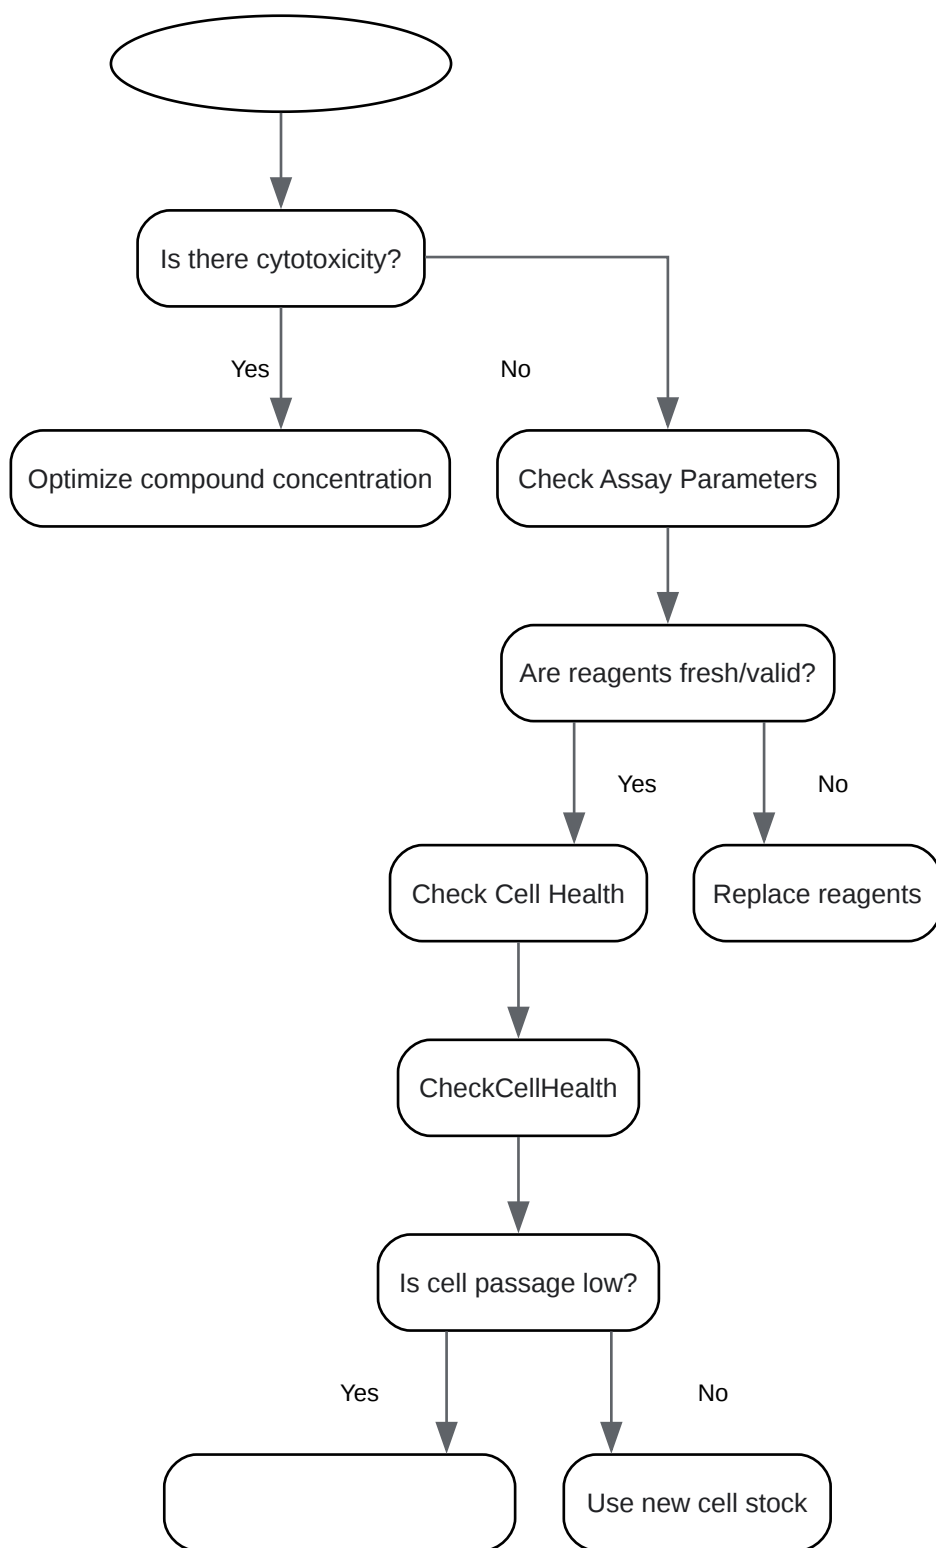 Is there cytotoxicity?
Yes
No
Optimize compound concentration
Check Assay Parameters
Are reagents fresh/valid?
Yes
No
Check Cell Health
Replace reagents
CheckCellHealth
Is cell passage low?
Yes
No
Use new cell stock